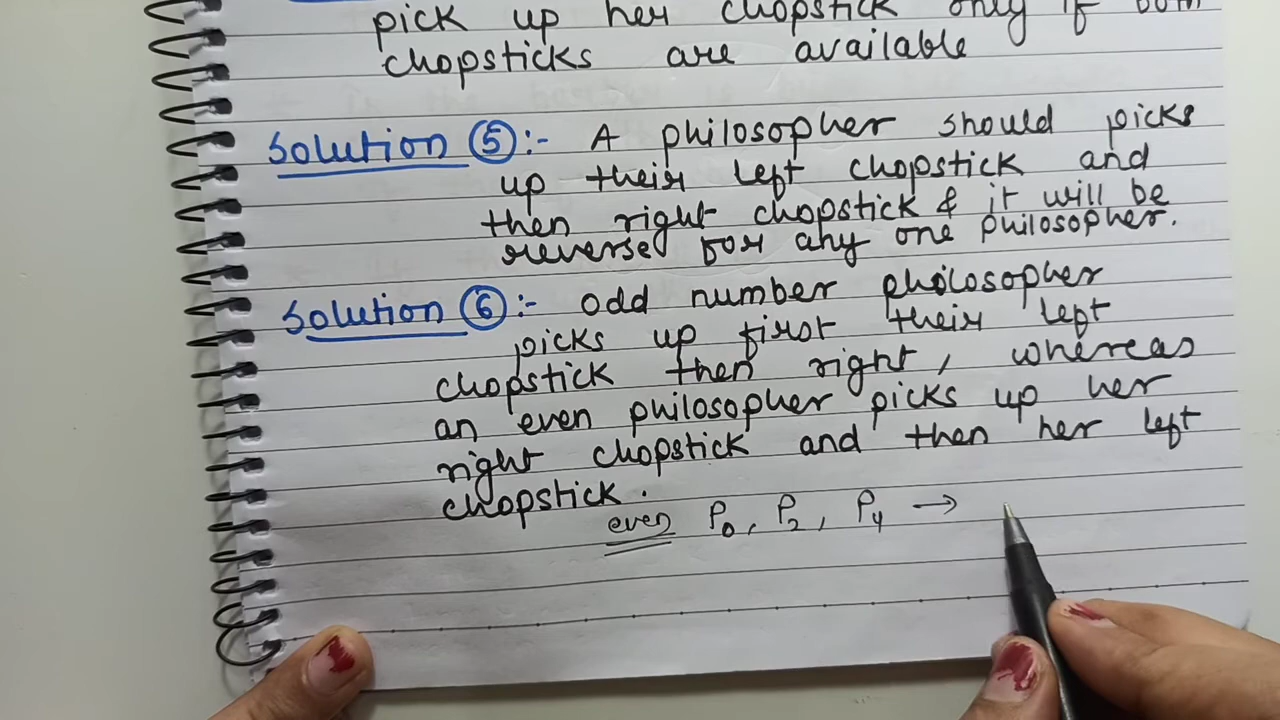 pick up her chopstick only if both
chopsticks are available
Solution ⑤:- A philosopher should picks
up their left chopstick and
then right chopstick & it will be
reverse for any one philosopher.
Solution ⑥:- Odd number philosopher
picks up first their left
chopstick then right, whereas
an even philosopher picks up her
right chopstick and then her left
chopstick.
even P₀, P₂, P₄ →